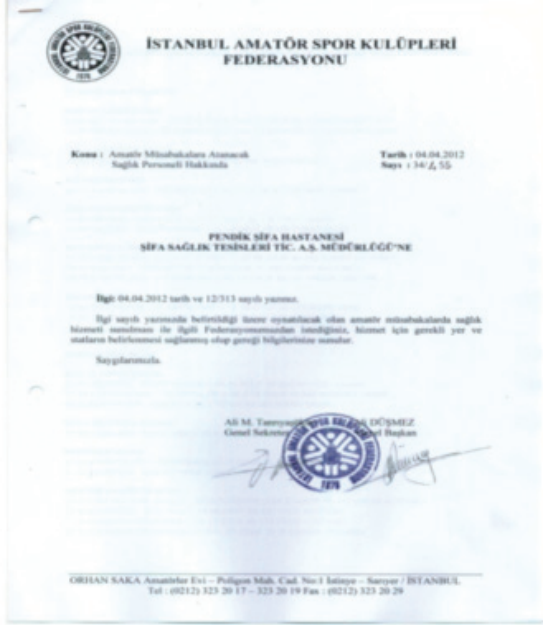 İSTANBUL AMATÖR SPOR KULÜPLERİ
FEDERASYONU
Konu : Amatör Müsabakalara Atanacak
Sağlık Personeli Hakkında
Tarih : 04.04.2012
Sayı : 34/
PENDİK ŞİFA HASTANESİ
ŞİFA SAĞLIK TESİSLERİ TİC. A.Ş. MÜDÜRLÜĞÜ'NE
İlgi: 04.04.2012 tarih ve 12/313 sayılı yazınız.
İlgi sayılı yazınızda belirtildiği üzere oynatılacak olan amatör müsabakalarda sağlık
hizmeti sunulması ile ilgili Federasyonumuzdan istediğiniz, hizmet için gerekli yer ve
statların belirlenmesi sağlanmış olup gereği bilgilerinize sunulur.
Saygılarımızla.
Ali M.
DÜŞMEZ
Genel Sekreter
Başkan
1976
ORHAN SAKA Amatörler Evi – Poligon Mah. Cad. No:1 İstinye – Sarıyer / İSTANBUL
Tel : (0212) 323 20 17 – 323 20 19 Fax : (0212) 323 20 29